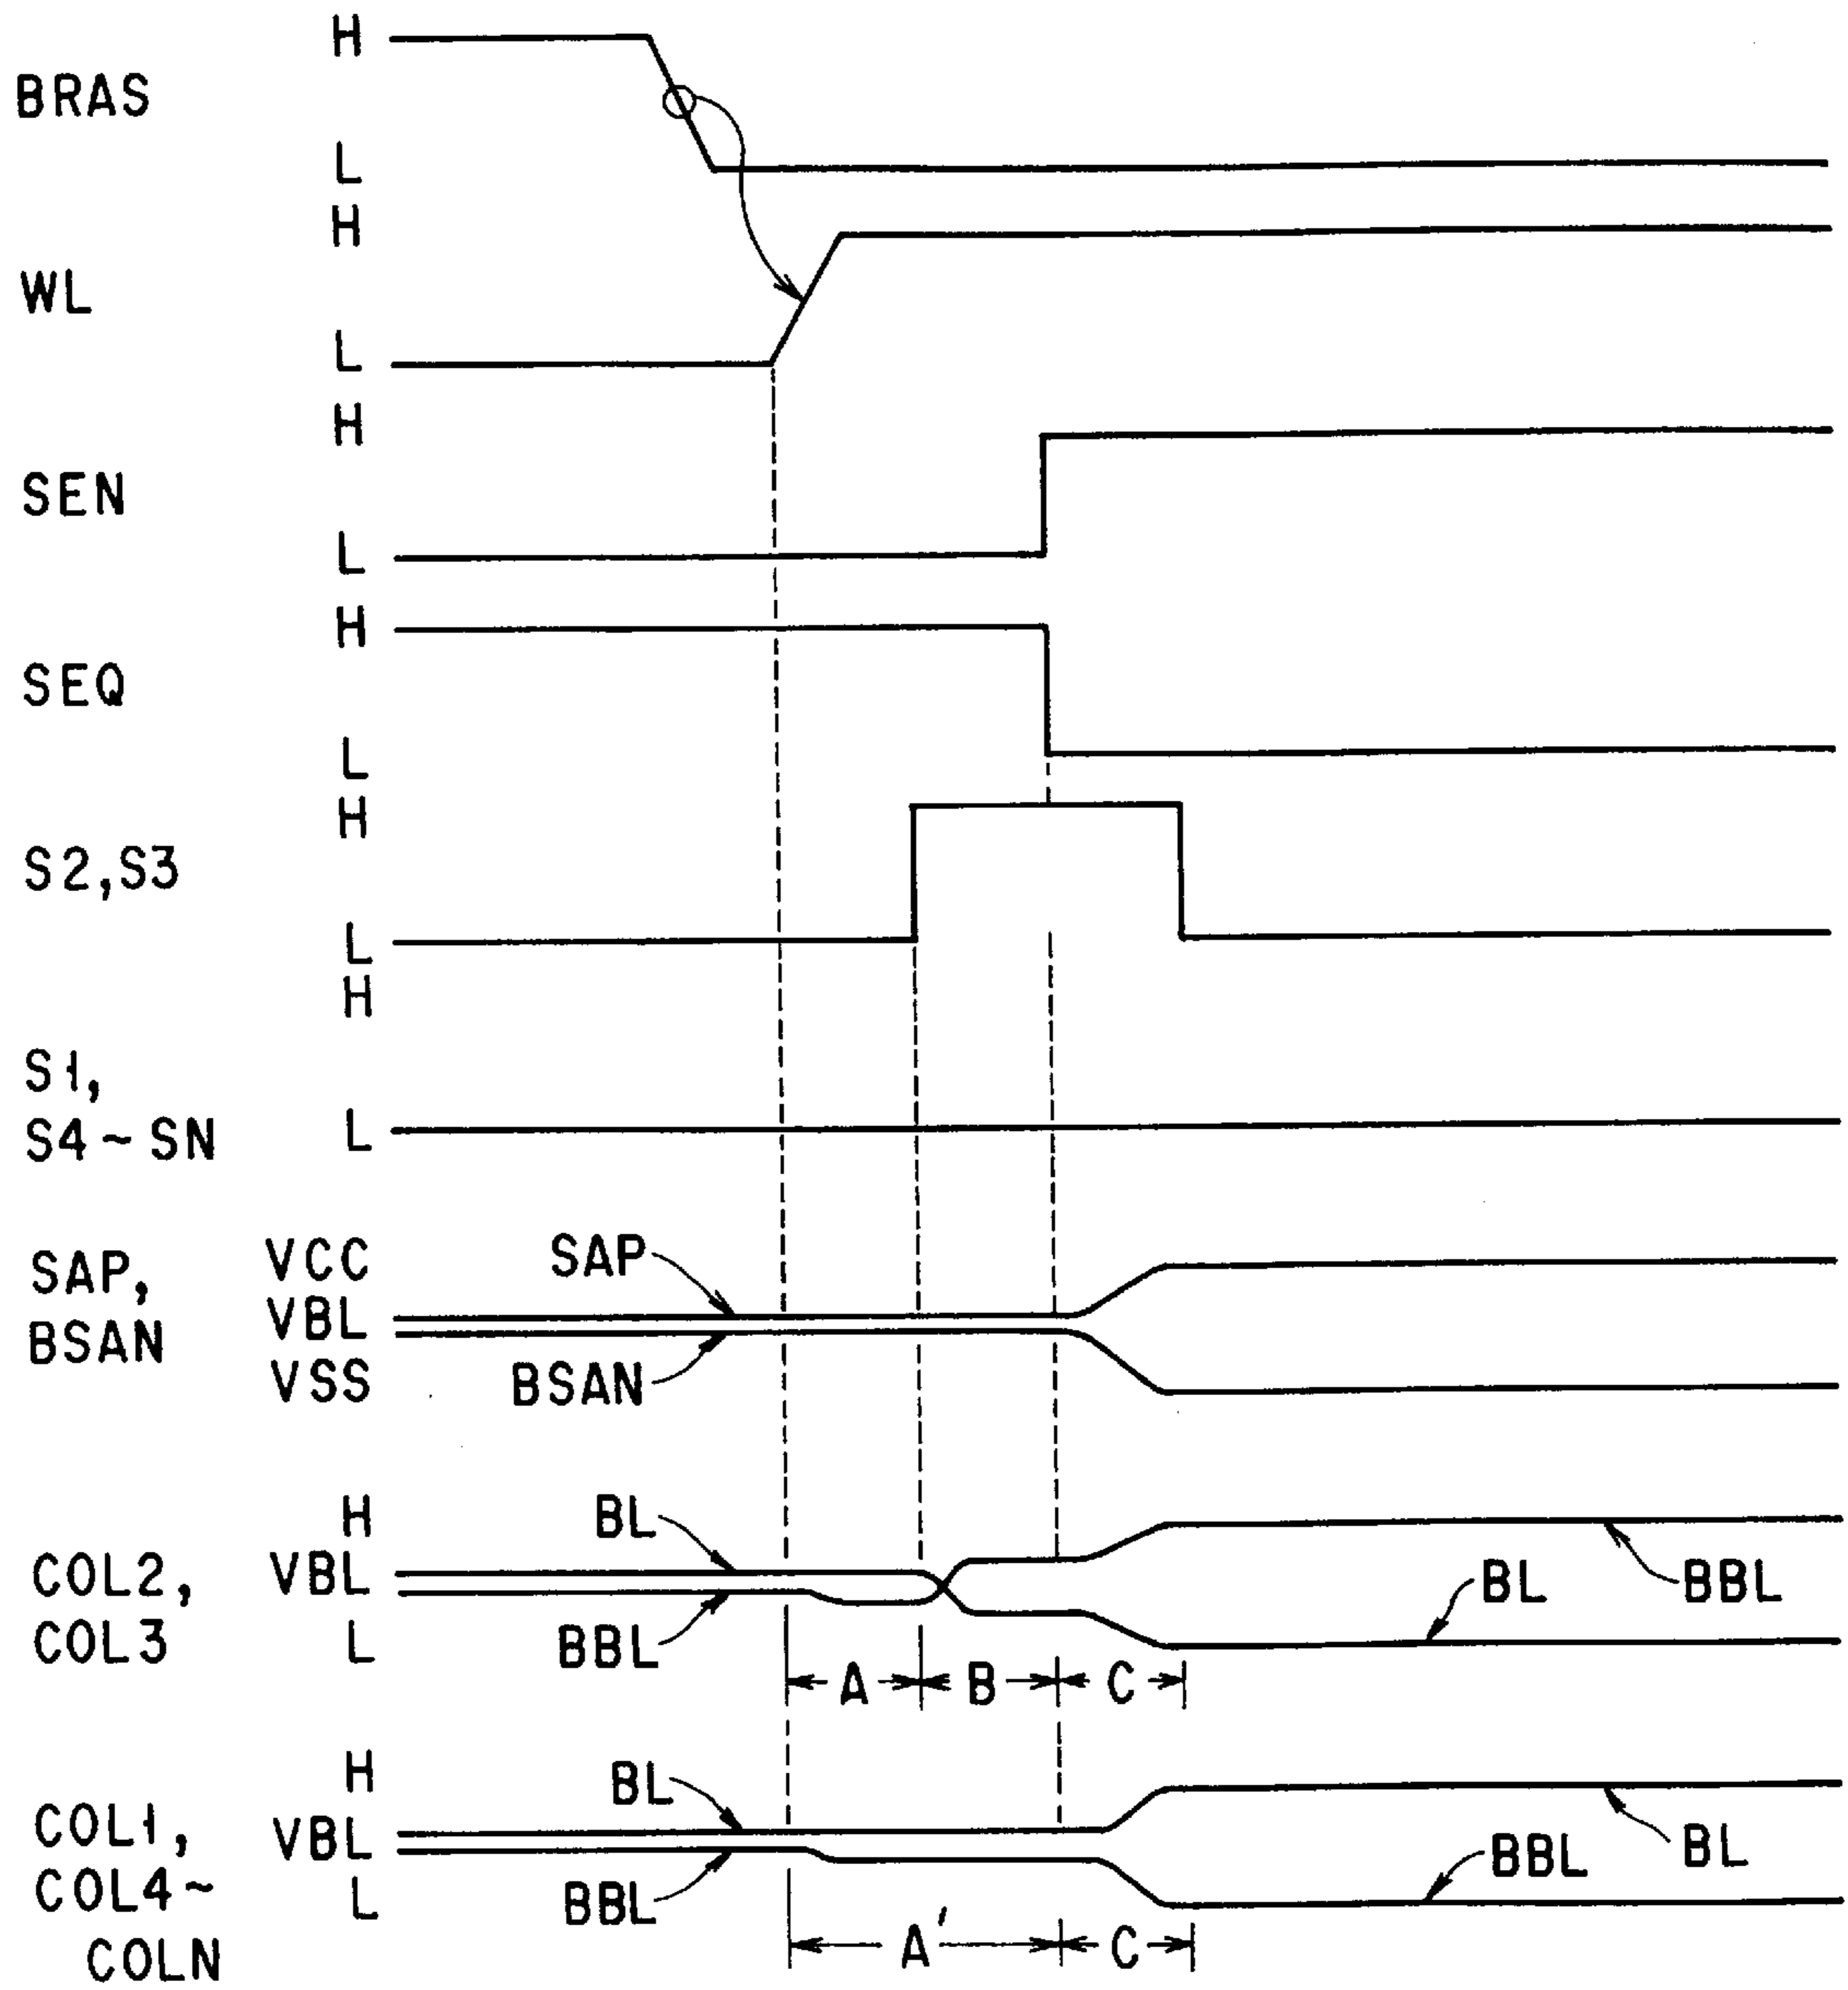 H
BRAS
L
H
WL
L
H
SEN
L
H
SEQ
L
H
S2,S3
L
H
S1,
S4~SN L
SAP, VCC SAP
VBL
BSAN VSS BSAN
H BL
COL2, VBL BL BBL
COL3 L BBL
A B C
H BL
COL1, VBL BBL BL
COL4~ L BBL
COLN A' C